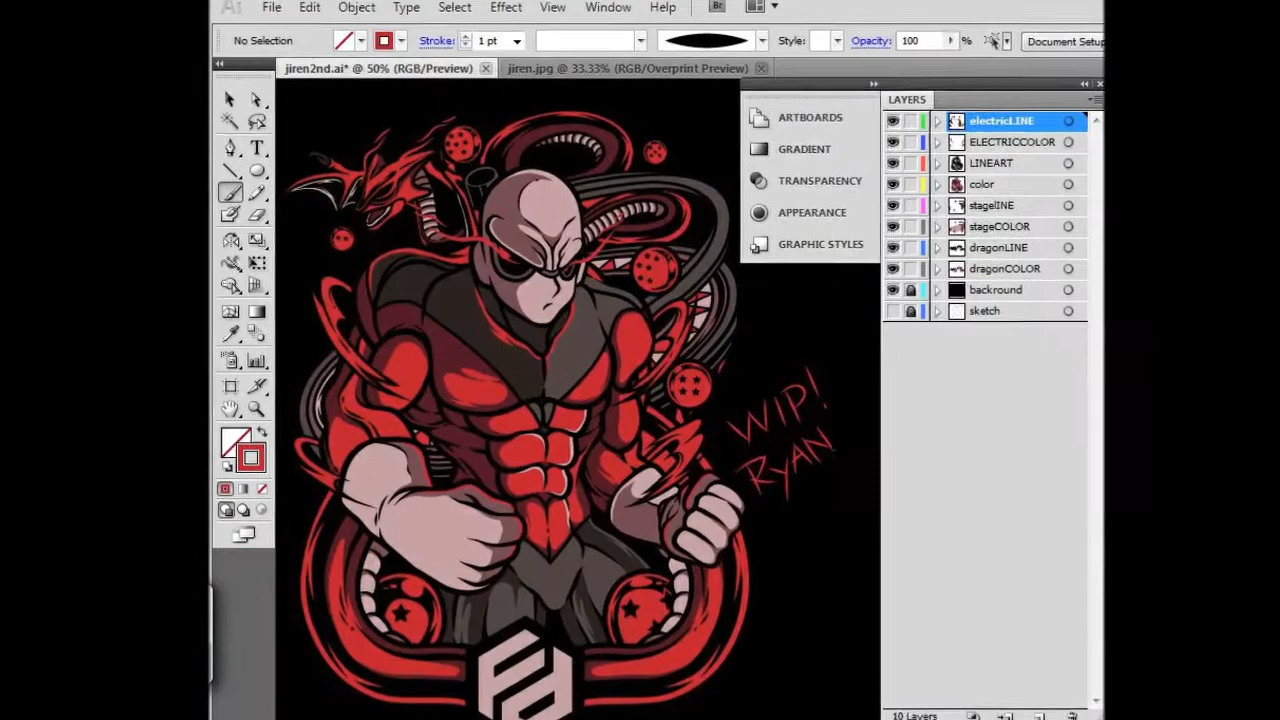 Ai File Edit Object Type Select Effect View Window Help Br
No Selection Stroke: 1 pt Style: Opacity: 100 % Document Setup
jiren2nd.ai* @ 50% (RGB/Preview) jiren.jpg @ 33.33% (RGB/Overprint Preview)
ARTBOARDS
GRADIENT
TRANSPARENCY
APPEARANCE
GRAPHIC STYLES
LAYERS
electricLINE
ELECTRICCOLOR
LINEART
color
stageLINE
stageCOLOR
dragonLINE
dragonCOLOR
backround
sketch
WIP!
RYAN
10 Layers